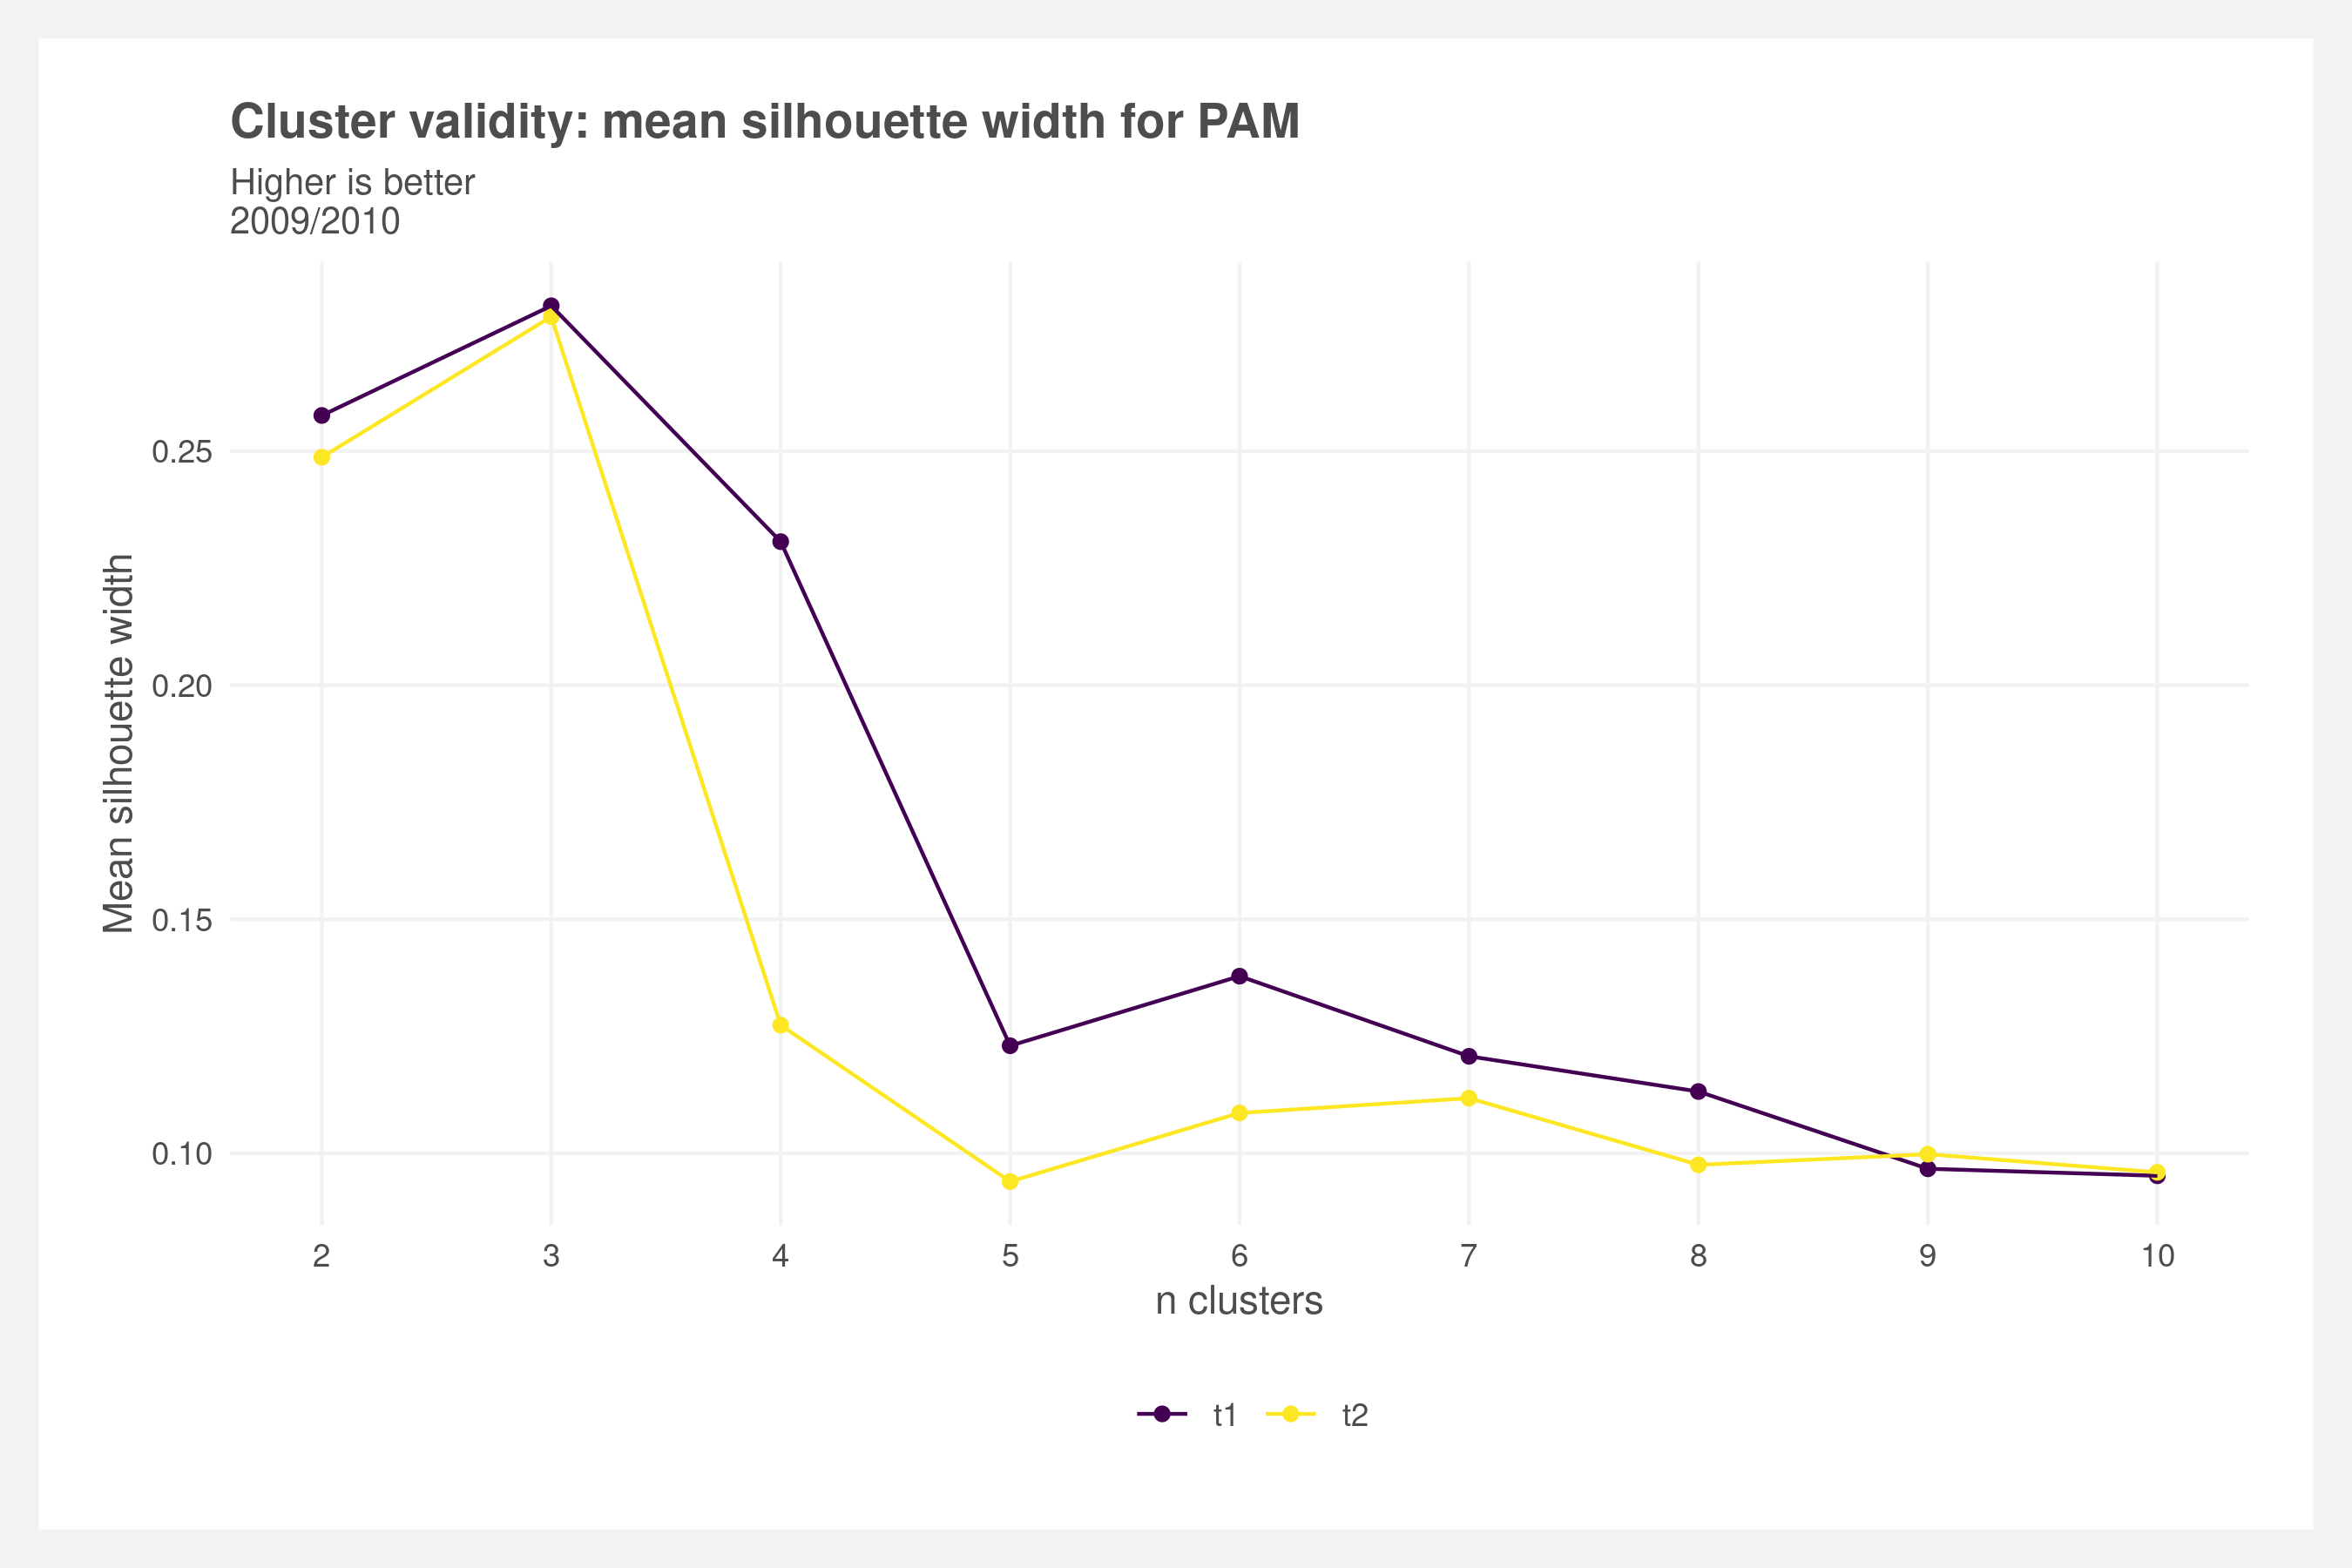 Cluster validity: mean silhouette width for PAM
Higher is better
2009/2010
Mean silhouette width
0.25
0.20
0.15
0.10
2 3 4 5 6 7 8 9 10
n clusters
t1 t2